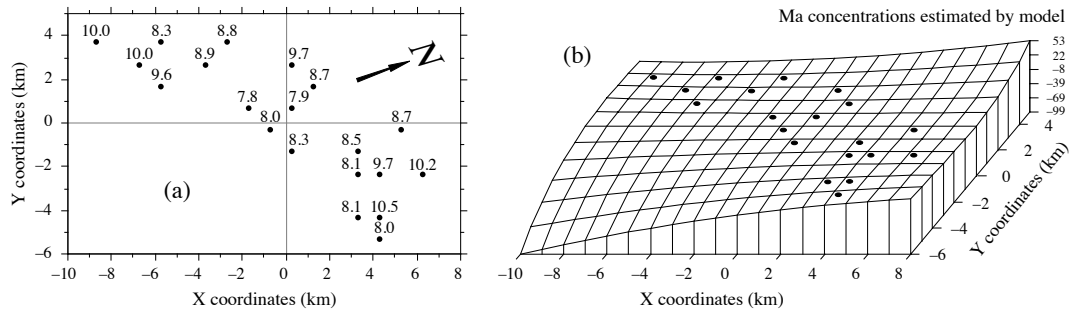 Ma concentrations estimated by model
(a)
N
10.0 8.3 8.8
10.0 8.9 9.7
9.6 8.7
7.8 7.9
8.0 8.7
8.3 8.5
8.1 9.7 10.2
8.1 10.5
8.0
4
2
0
−2
−4
−6
Y coordinates (km)
−10 −8 −6 −4 −2 0 2 4 6 8
X coordinates (km)
(b)
53
22
−8
−39
−69
−99
4
2
0
−2
−4
−6
Y coordinates (km)
−10 −8 −6 −4 −2 0 2 4 6 8
X coordinates (km)